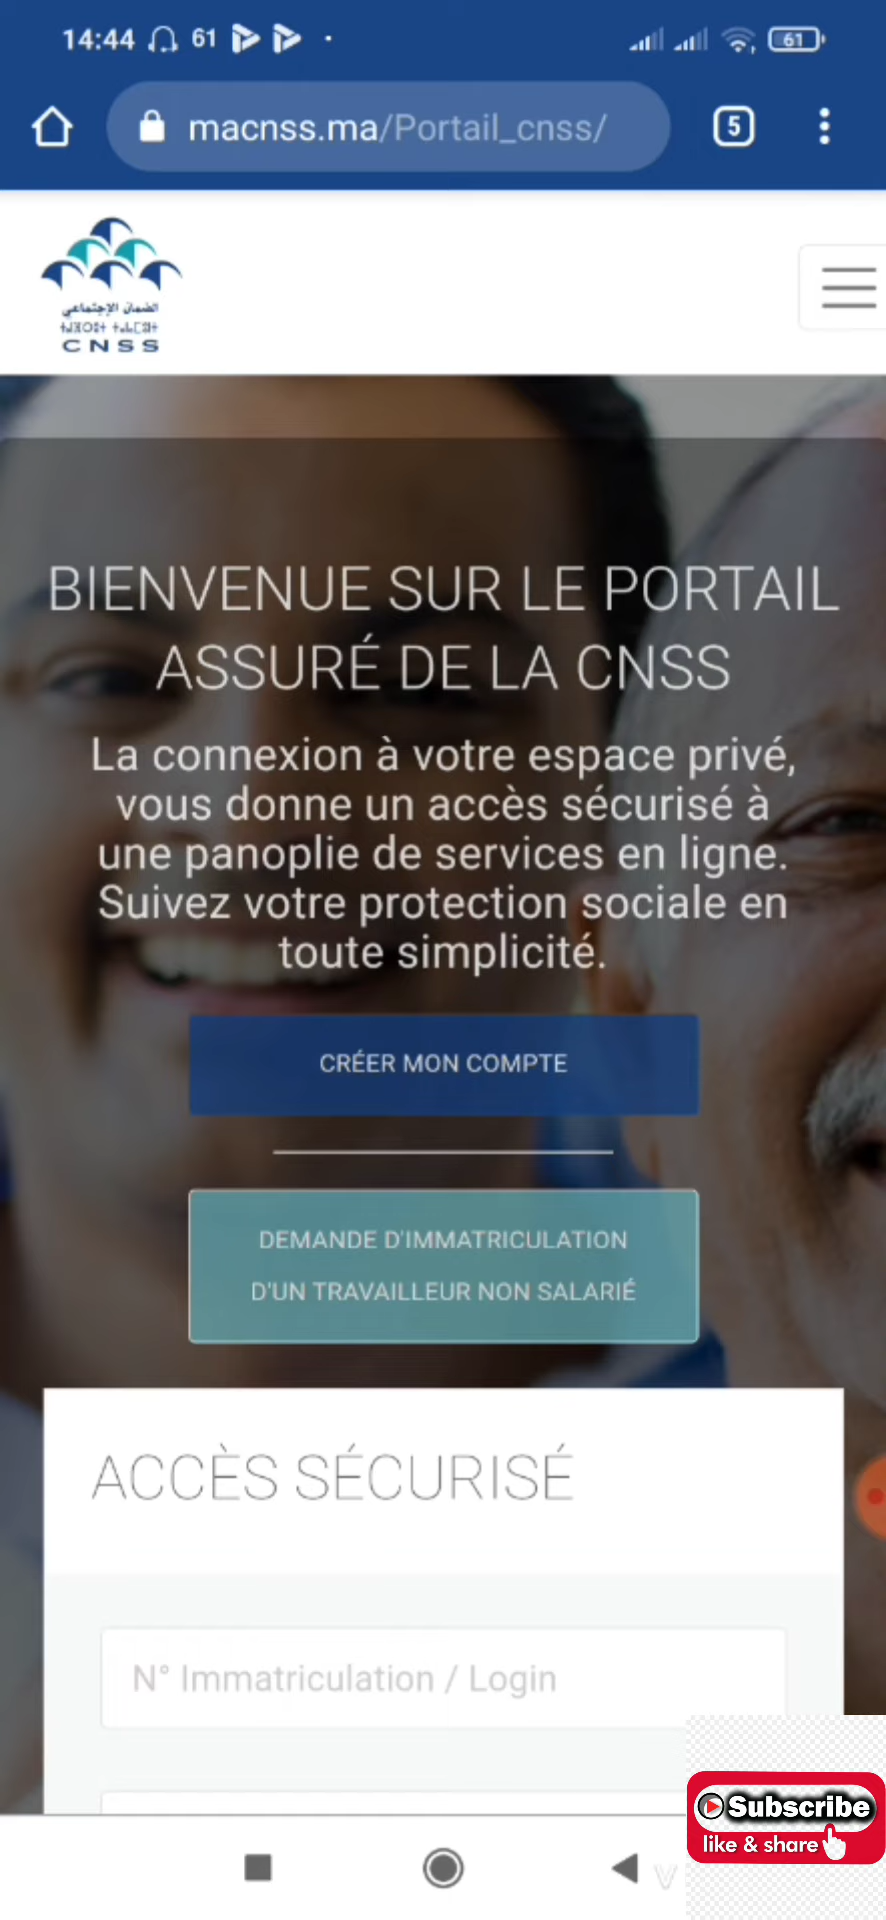 14:44 61 61
macnss.ma/Portail_cnss/ 5
الضمان الإجتماعي
CNSS
BIENVENUE SUR LE PORTAIL
ASSURÉ DE LA CNSS
La connexion à votre espace privé,
vous donne un accès sécurisé à
une panoplie de services en ligne.
Suivez votre protection sociale en
toute simplicité.
CRÉER MON COMPTE
DEMANDE D'IMMATRICULATION
D'UN TRAVAILLEUR NON SALARIÉ
ACCÈS SÉCURISÉ
N° Immatriculation / Login
Subscribe
like & share
V